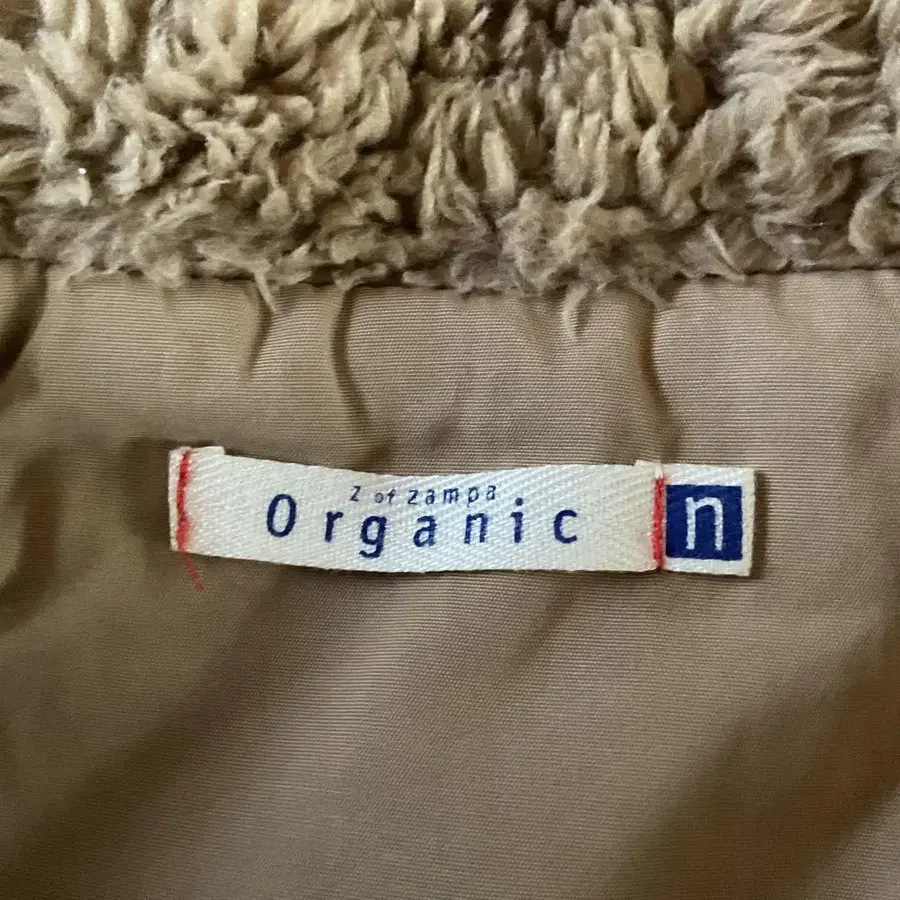 z of zampa
Organic
n